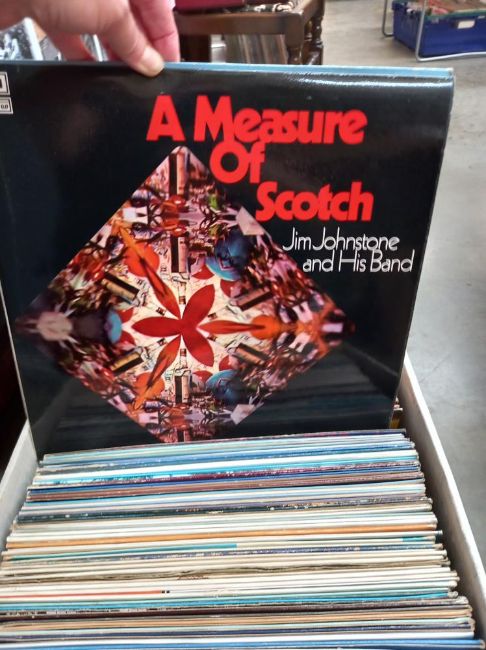 A Measure
Of
Scotch
Jim Johnstone
and His Band